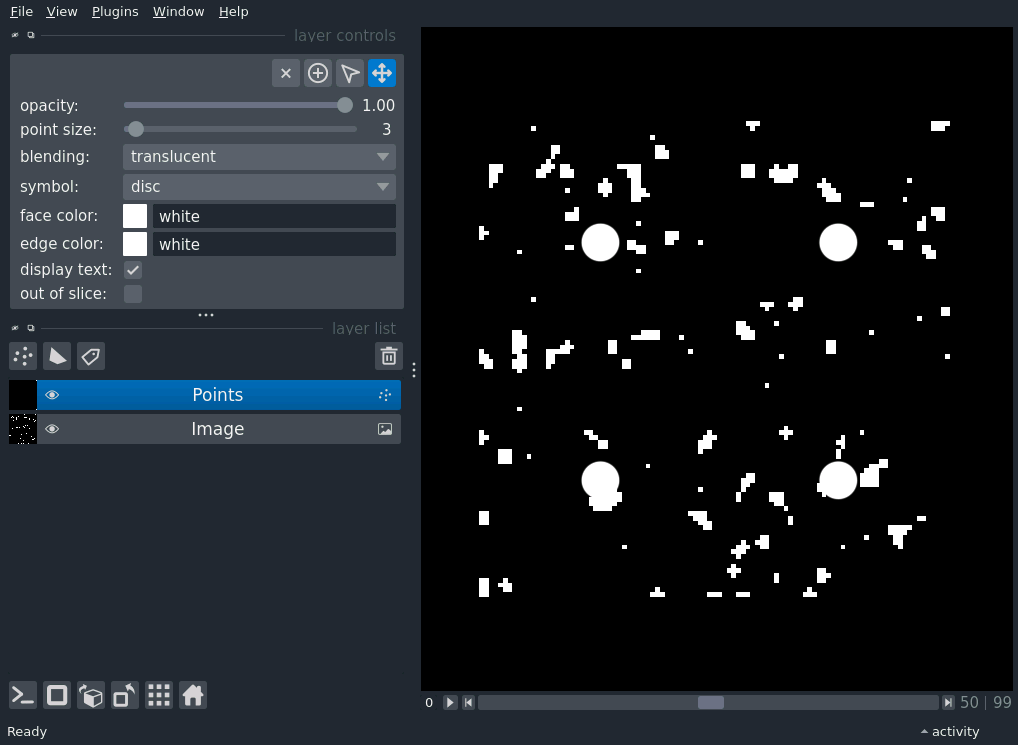 File View Plugins Window Help
layer controls
opacity: 1.00
point size: 3
blending: translucent
symbol: disc
face color: white
edge color: white
display text:
out of slice:
layer list
Points
Image
0 50 | 99
Ready activity